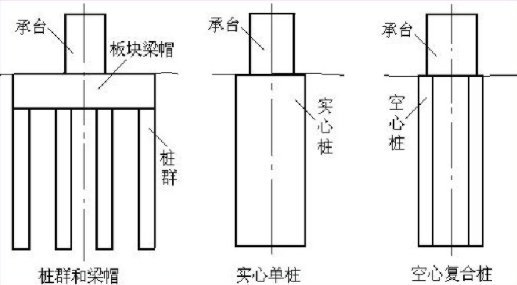 承台
板块梁帽
桩群
桩群和梁帽
承台
实心桩
实心单桩
承台
空心桩
空心复合桩